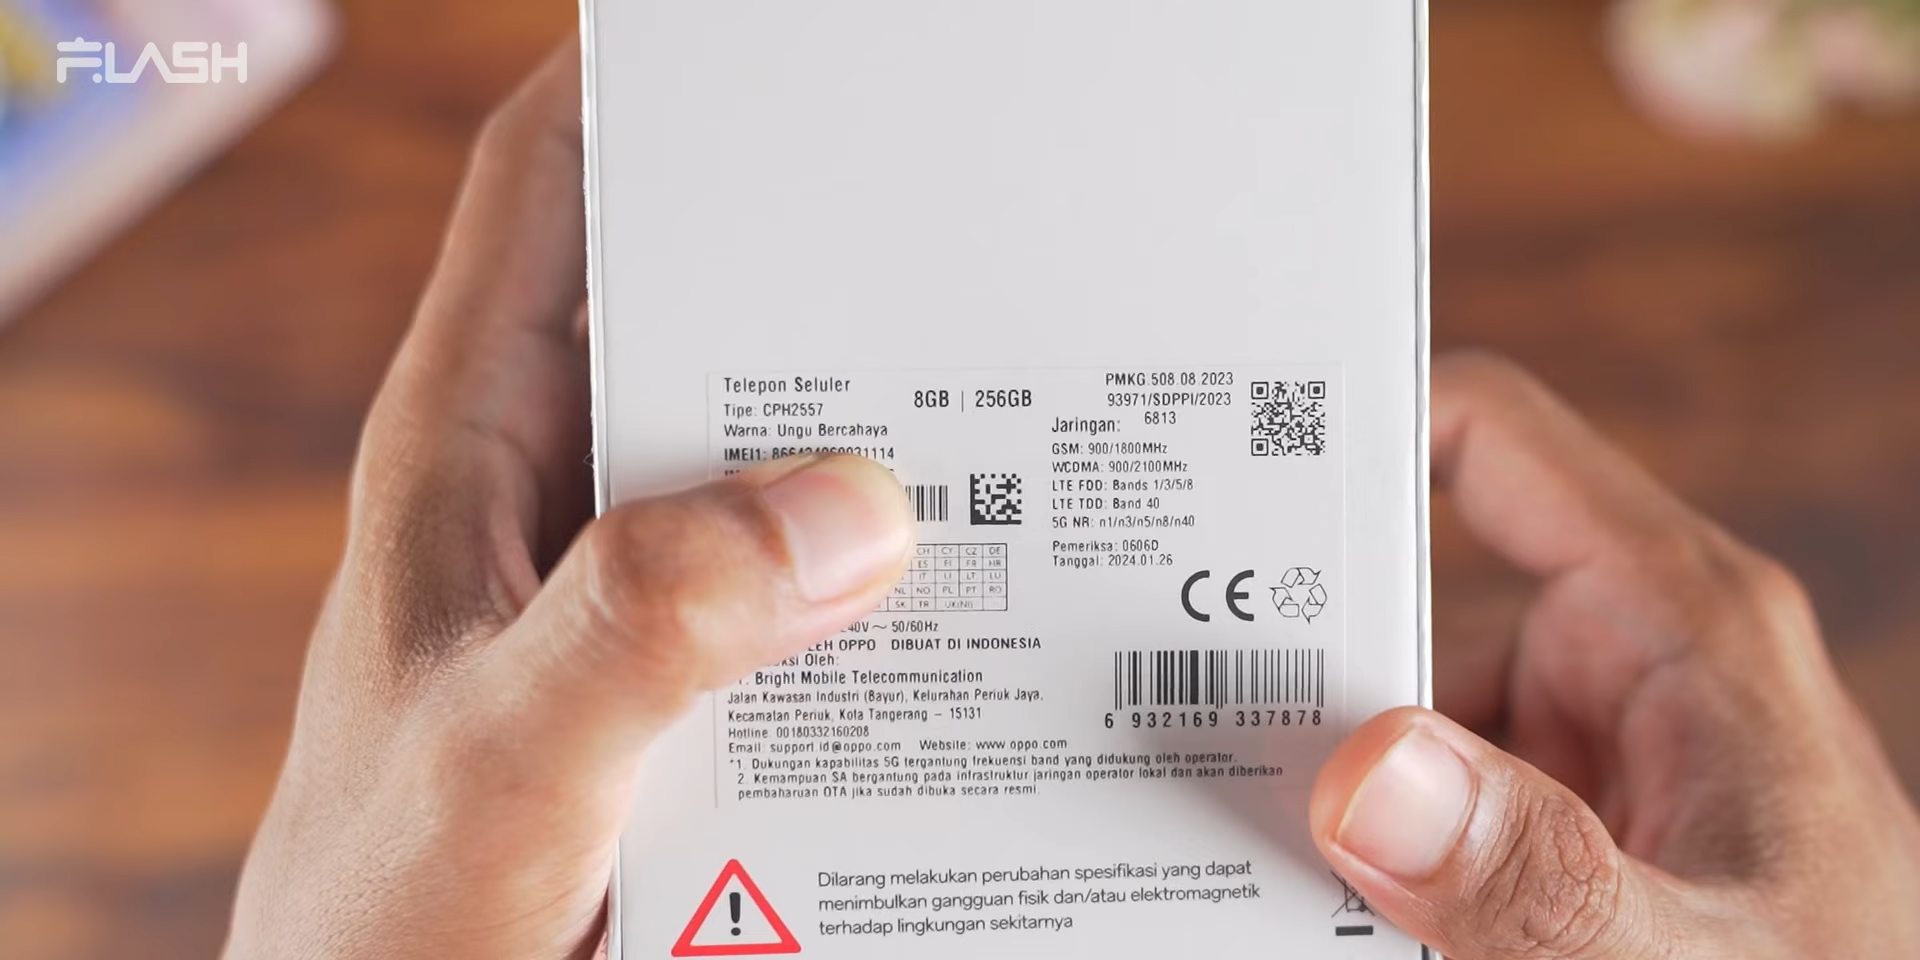 FLASH
Telepon Seluler
Tipe: CPH2557
Warna: Ungu Bercahaya
8GB | 256GB
IMEI1:
PMKG.508.08.2023
93971/SDPPI/2023
6813
Jaringan:
GSM: 900/1800MHz
WCDMA: 900/2100MHz
LTE FDD: Bands 1/3/5/8
LTE TDD: Band 40
5G NR: n1/n3/n5/n8/n40
Pemeriksa: 0606D
Tanggal: 2024.01.26
CH CY CZ DE
ES FI FR HR
IT LI LT LU
NL NO PL PT RO
SK TR UK(NI)
CE
50/60Hz
OPPO DIBUAT DI INDONESIA
Oleh:
Bright Mobile Telecommunication
Jalan Kawasan Industri (Bayur), Kelurahan Periuk Jaya,
Kecamatan Periuk, Kota Tangerang – 15131
Hotline: 00180332160208
Email: support.id@oppo.com Website: www.oppo.com
*1. Dukungan kapabilitas 5G tergantung frekuensi band yang didukung oleh operator.
2. Kemampuan SA bergantung pada infrastruktur jaringan operator lokal dan akan diberikan
pembaharuan OTA jika sudah dibuka secara resmi.
6 932169 337878
Dilarang melakukan perubahan spesifikasi yang dapat
menimbulkan gangguan fisik dan/atau elektromagnetik
terhadap lingkungan sekitarnya